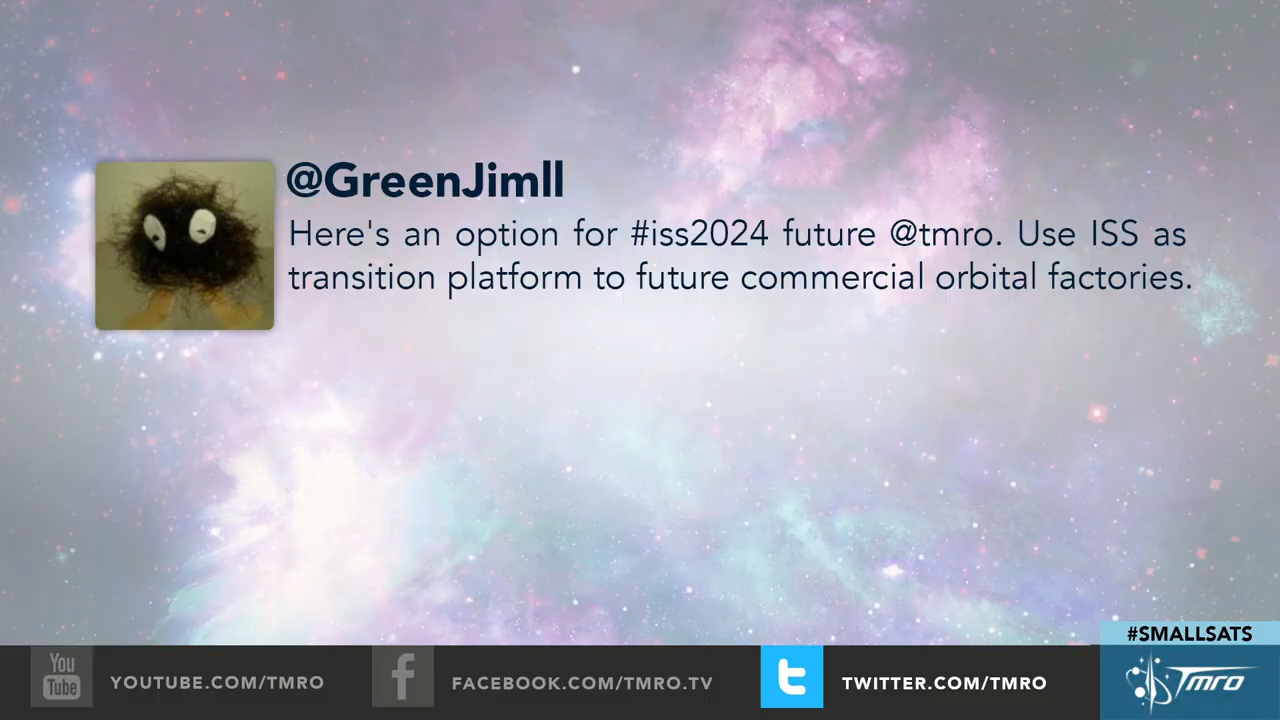 @GreenJimll
Here's an option for #iss2024 future @tmro. Use ISS as
transition platform to future commercial orbital factories.
#SMALLSATS
You
Tube
YOUTUBE.COM/TMRO
f
FACEBOOK.COM/TMRO.TV
t
TWITTER.COM/TMRO
Tmro